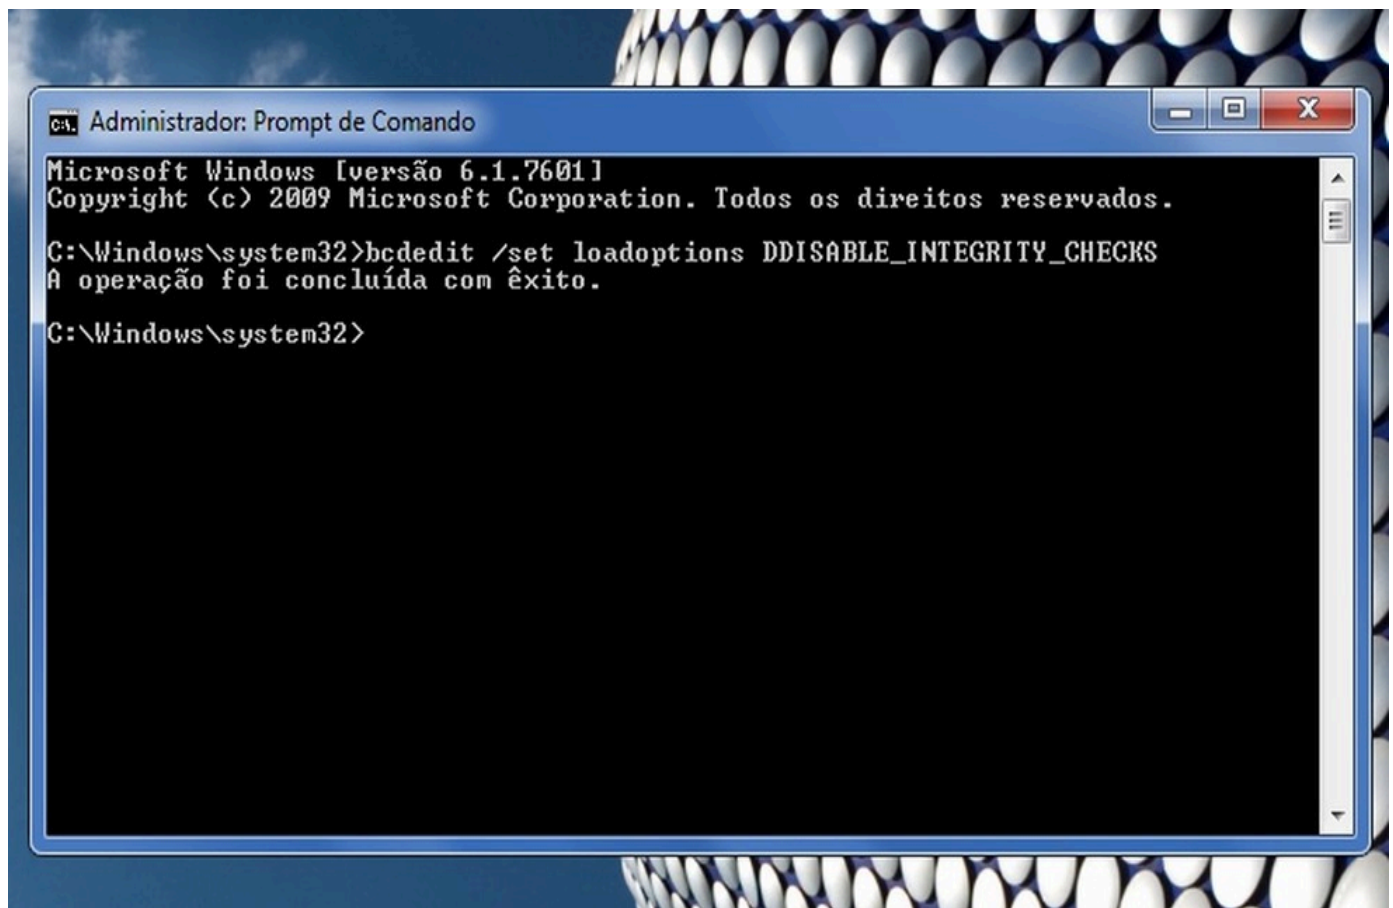 Administrador: Prompt de Comando
Microsoft Windows [versão 6.1.7601]
Copyright (c) 2009 Microsoft Corporation. Todos os direitos reservados.
C:\Windows\system32>bcdedit /set loadoptions DDISABLE_INTEGRITY_CHECKS
A operação foi concluída com êxito.
C:\Windows\system32>